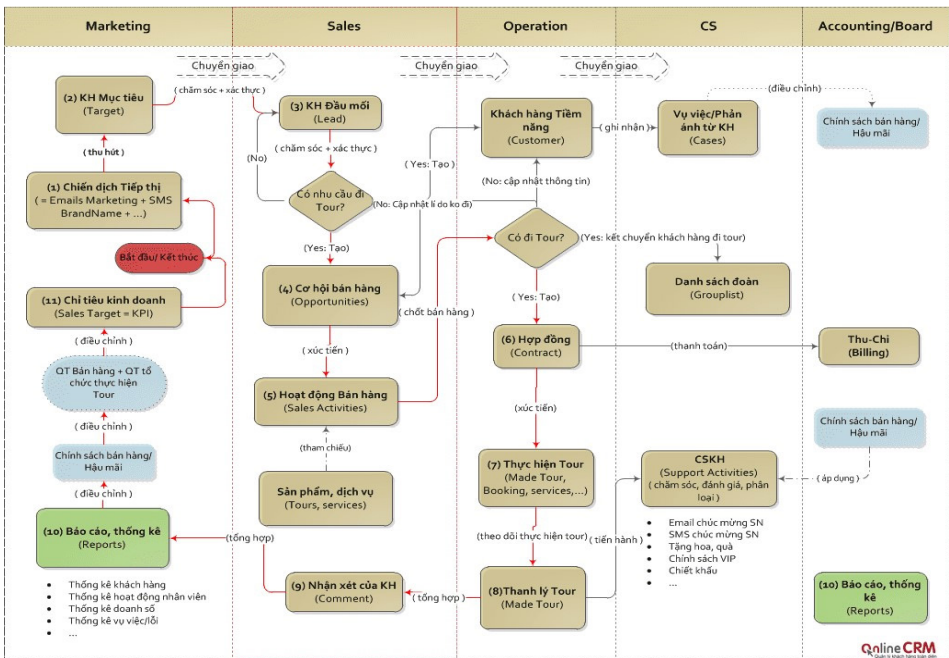 Marketing
Sales
Operation
CS
Accounting/Board
Chuyển giao
Chuyển giao
Chuyển giao
(2) KH Mục tiêu
(Target)
( chăm sóc + xác thực)
( thu hút )
(1) Chiến dịch Tiếp thị
( = Emails Marketing + SMS
BrandName + ...)
Bắt đầu/ Kết thúc
(11) Chỉ tiêu kinh doanh
(Sales Target = KPI)
(điều chỉnh )
QT Bán hàng + QT tổ
chức thực hiện
Tour
(điều chỉnh )
Chính sách bán hàng/
Hậu mãi
(điều chỉnh )
(10) Báo cáo, thống kê
(Reports)
• Thống kê khách hàng
• Thống kê hoạt động nhân viên
• Thống kê doanh số
• Thống kê vụ việc/lỗi
• ...
(3) KH Đầu mối
(Lead)
( chăm sóc + xác thực )
(No)
Có nhu cầu đi
Tour?
(No: Cập nhật lí do ko đi)
(Yes: Tạo)
(4) Cơ hội bán hàng
(Opportunities)
( chốt bán hàng )
( xúc tiến )
(5) Hoạt động Bán hàng
(Sales Activities)
(tham chiếu)
Sản phẩm, dịch vụ
(Tours, services)
(tổng hợp)
(9) Nhận xét của KH
(Comment)
( tổng hợp )
Khách hàng Tiềm
năng
(Customer)
( ghi nhận )
( Yes: Tạo )
(No: cập nhật thông tin)
Có đi Tour?
(Yes: kết chuyển khách hàng đi tour)
( Yes: Tạo )
(6) Hợp đồng
(Contract)
(thanh toán)
(xúc tiến)
(7) Thực hiện Tour
(Made Tour,
Booking, services,...)
(theo dõi thực hiện tour)
( tiến hành )
(8)Thanh lý Tour
(Made Tour)
Vụ việc/Phản
ánh từ KH
(Cases)
(điều chỉnh)
Danh sách đoàn
(Grouplist)
CSKH
(Support Activities)
( chăm sóc, đánh giá, phân
loại )
( áp dụng )
• Email chúc mừng SN
• SMS chúc mừng SN
• Tặng hoa, quà
• Chính sách VIP
• Chiết khấu
• ...
Chính sách bán hàng/
Hậu mãi
Thu-Chi
(Billing)
Chính sách bán hàng/
Hậu mãi
(10) Báo cáo, thống
kê
(Reports)
OnlineCRM
Quản lý khách hàng toàn diện